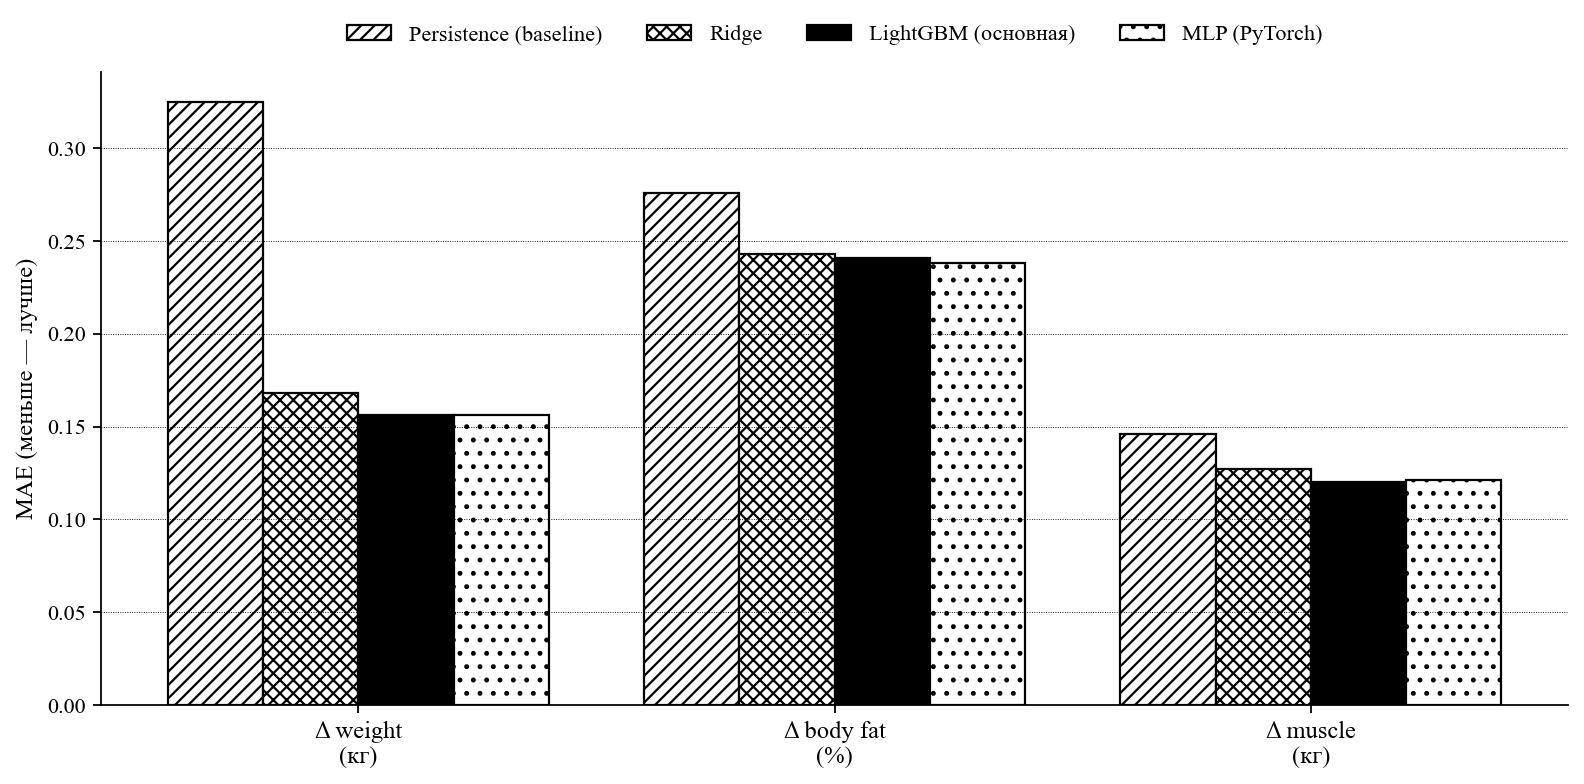 Persistence (baseline)
Ridge
LightGBM (основная)
MLP (PyTorch)
MAE (меньше — лучше)
0.30
0.25
0.20
0.15
0.10
0.05
0.00
Δ weight
(кг)
Δ body fat
(%)
Δ muscle
(кг)